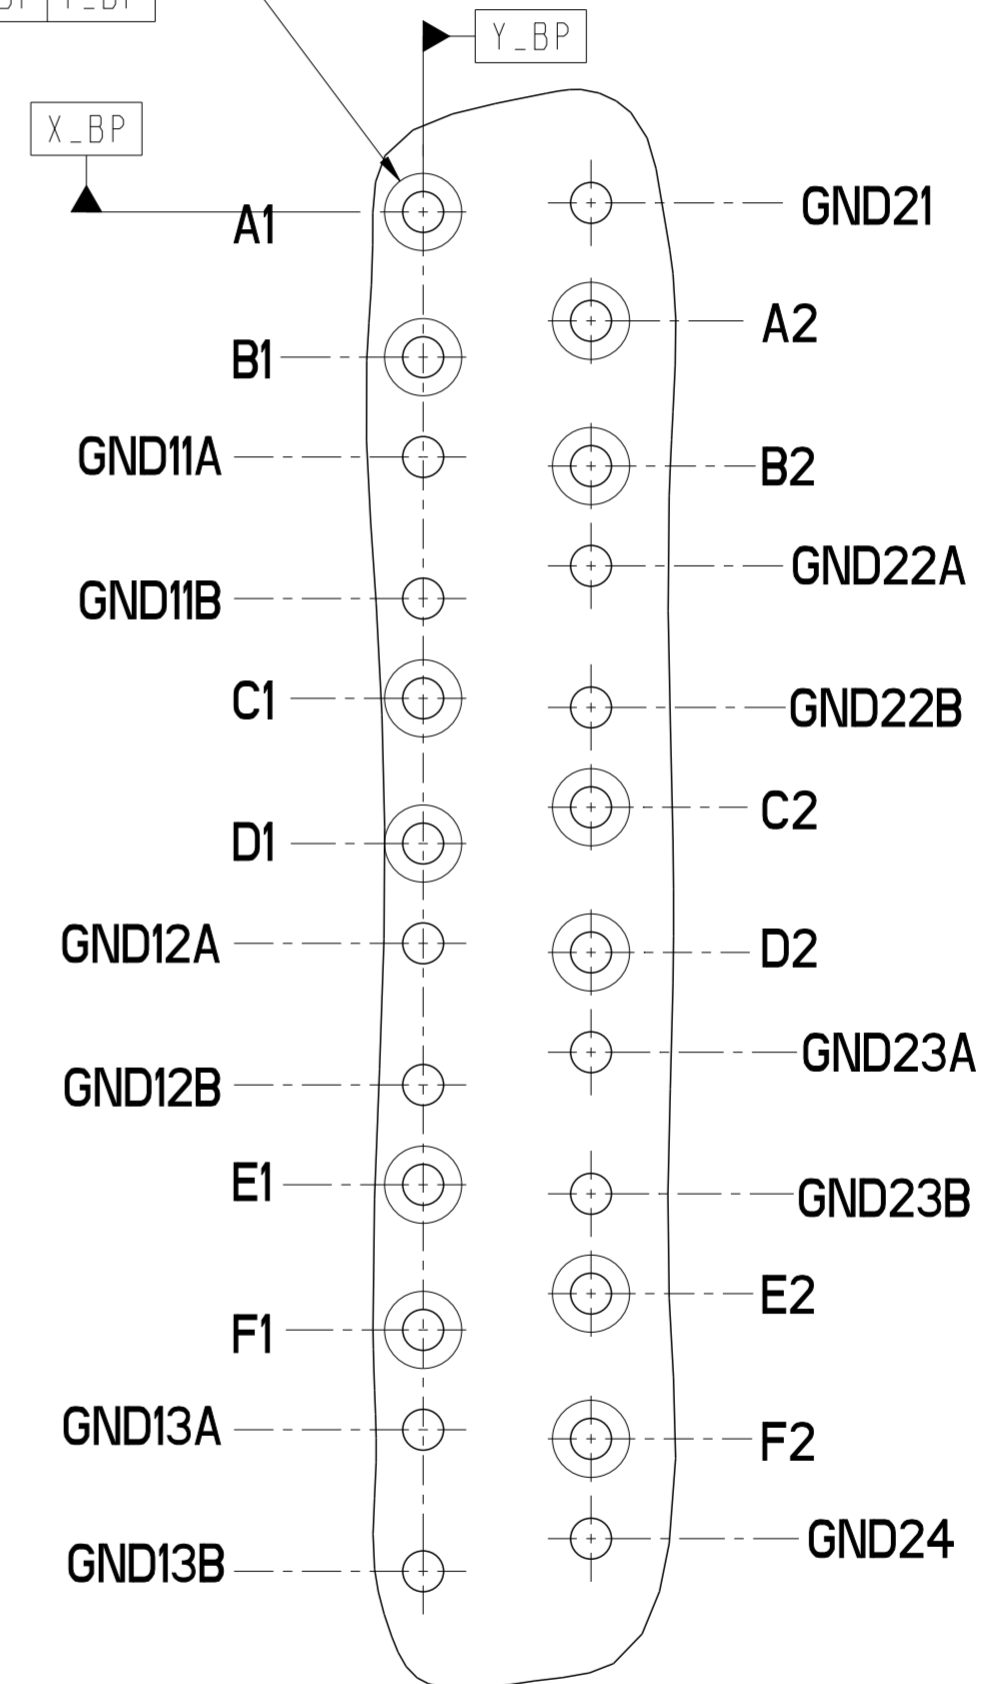 Y_BP
X_BP
A1
GND21
A2
B1
GND11A
B2
GND22A
GND11B
C1
GND22B
C2
D1
GND12A
D2
GND23A
GND12B
E1
GND23B
E2
F1
GND13A
F2
GND24
GND13B